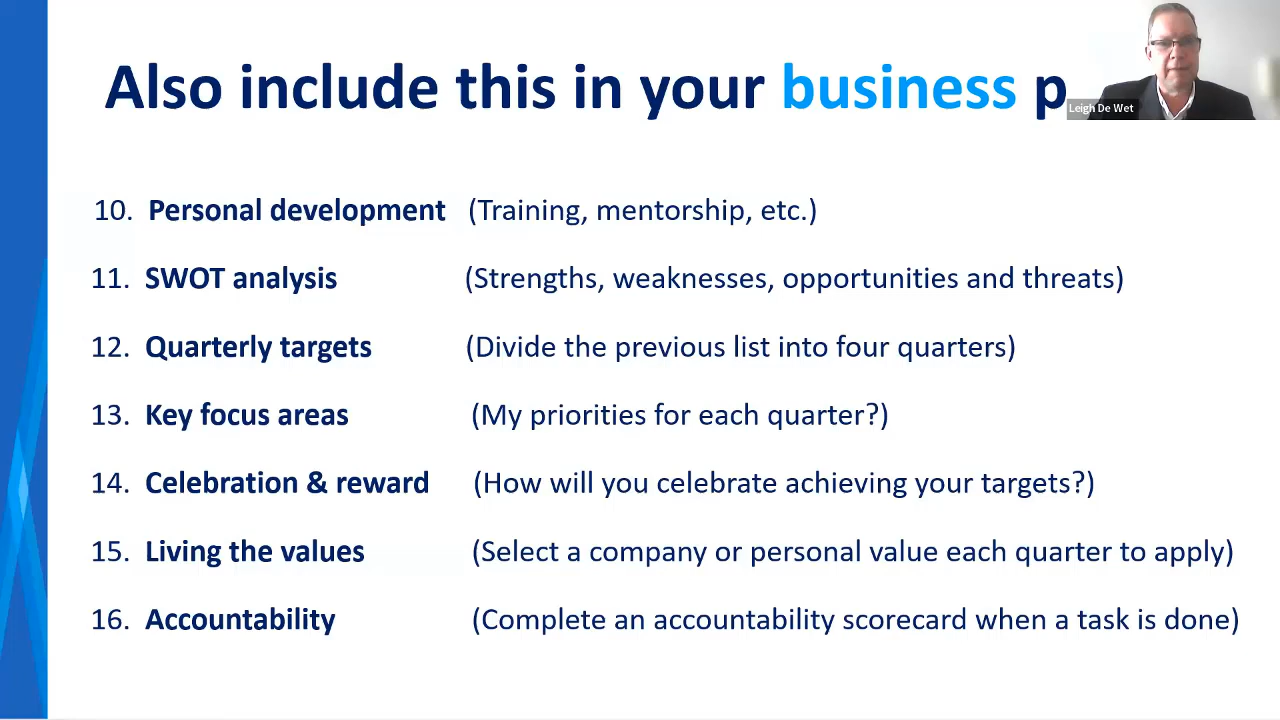 Also include this in your business p
Leigh De Wet
10. Personal development (Training, mentorship, etc.)
11. SWOT analysis (Strengths, weaknesses, opportunities and threats)
12. Quarterly targets (Divide the previous list into four quarters)
13. Key focus areas (My priorities for each quarter?)
14. Celebration & reward (How will you celebrate achieving your targets?)
15. Living the values (Select a company or personal value each quarter to apply)
16. Accountability (Complete an accountability scorecard when a task is done)